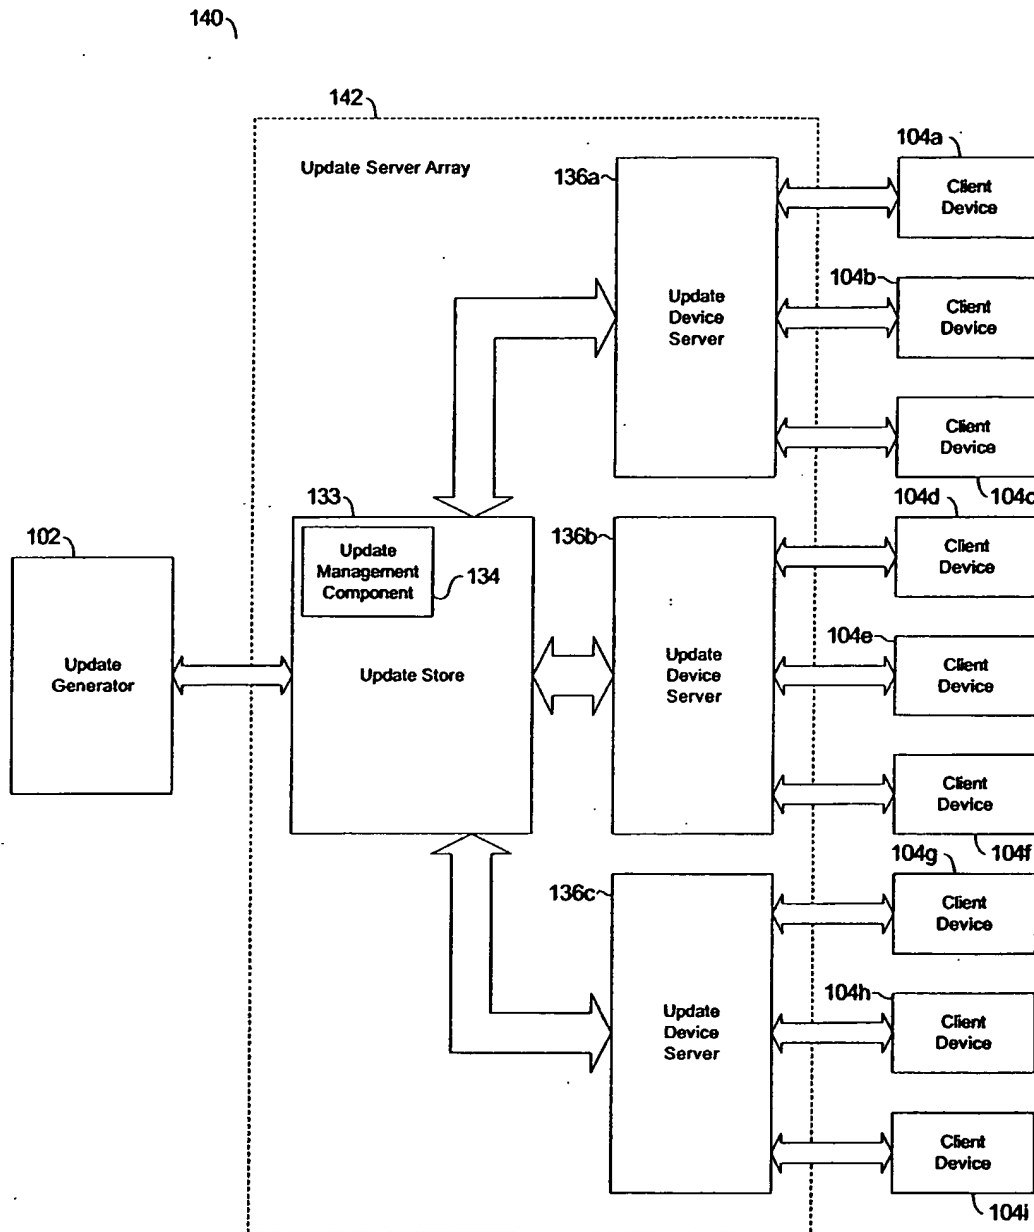 140
142
Update Server Array
136a
Update
Device
Server
104a
Client
Device
104b
Client
Device
Client
Device
104c
133
Update
Management
Component
134
Update Store
102
Update
Generator
136b
Update
Device
Server
104d
Client
Device
104e
Client
Device
Client
Device
104f
136c
Update
Device
Server
104g
Client
Device
104h
Client
Device
Client
Device
104i